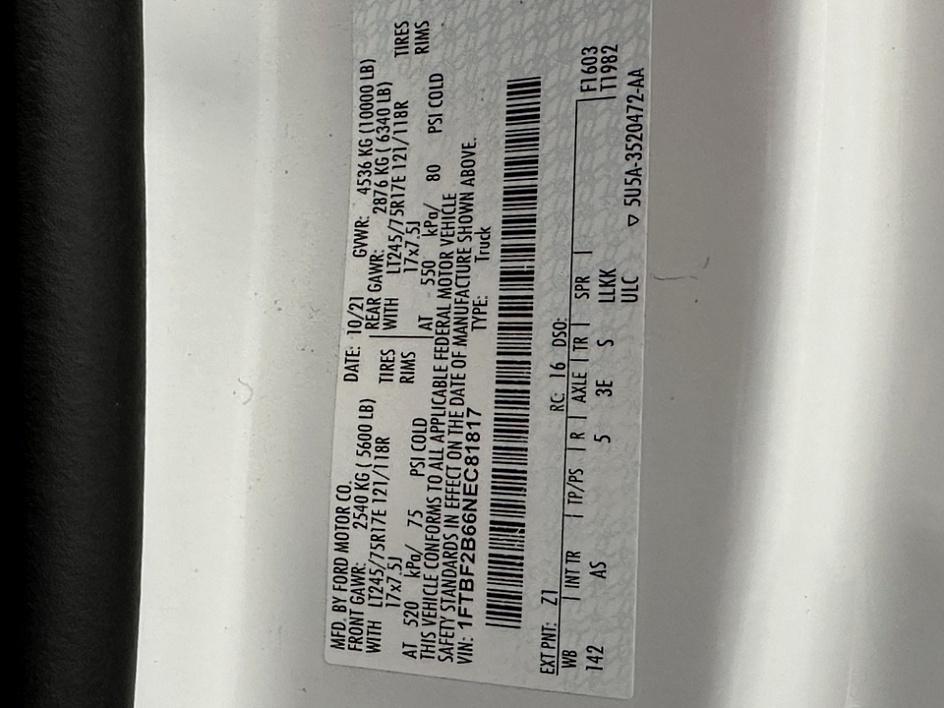 MFD. BY FORD MOTOR CO.
DATE: 10/21 GVWR: 4536 KG (10000 LB)
FRONT GAWR: 2540 KG ( 5600 LB) REAR GAWR: 2876 KG ( 6340 LB)
WITH LT245/75R17E 121/118R TIRES WITH LT245/75R17E 121/118R TIRES
17x7.5J RIMS 17x7.5J RIMS
AT 520 kPa/ 75 PSI COLD AT 550 kPa/ 80 PSI COLD
THIS VEHICLE CONFORMS TO ALL APPLICABLE FEDERAL MOTOR VEHICLE
SAFETY STANDARDS IN EFFECT ON THE DATE OF MANUFACTURE SHOWN ABOVE.
VIN: 1FTBF2B66NEC81817 TYPE: Truck
EXT PNT: Z1 RC: 16 DSO:
WB | INT TR | TP/PS | R | AXLE | TR | SPR | F1603
142 AS 5 3E S LLKK T1982
ULC ▽ 5U5A-3520472-AA